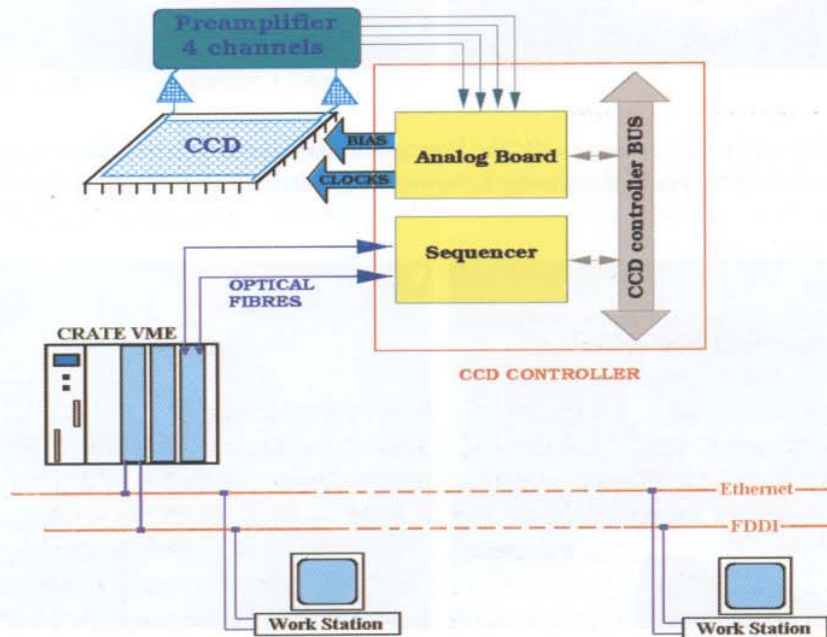 Preamplifier
4 channels
CCD
BIAS
CLOCKS
Analog Board
Sequencer
CCD controller BUS
OPTICAL
FIBRES
CRATE VME
CCD CONTROLLER
Ethernet
FDDI
Work Station
Work Station